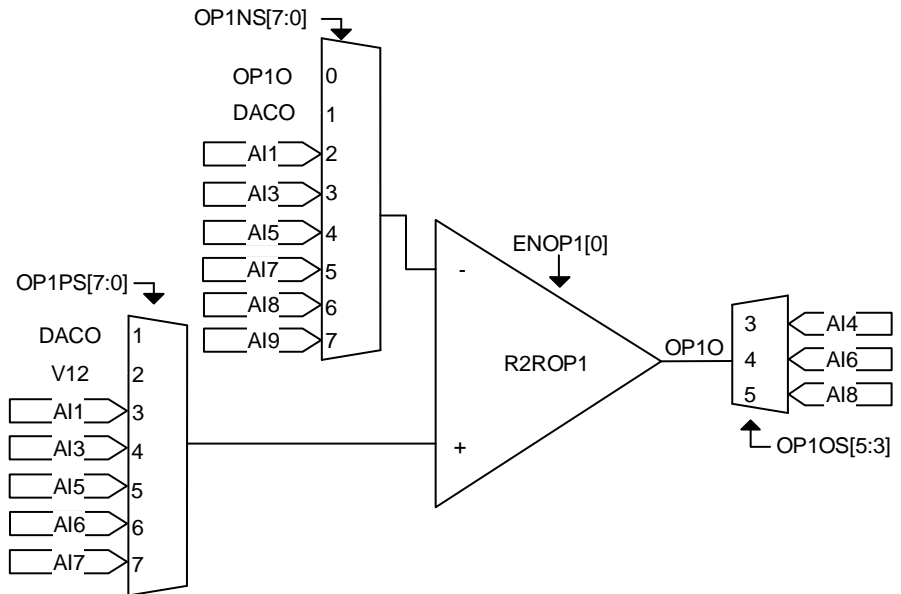 OP1NS[7:0]
OP1O 0
DACO 1
AI1 2
AI3 3
AI5 4
AI7 5
AI8 6
AI9 7
OP1PS[7:0]
DACO 1
V12 2
AI1 3
AI3 4
AI5 5
AI6 6
AI7 7
-
+
R2ROP1
ENOP1[0]
OP1O
3 AI4
4 AI6
5 AI8
OP1OS[5:3]